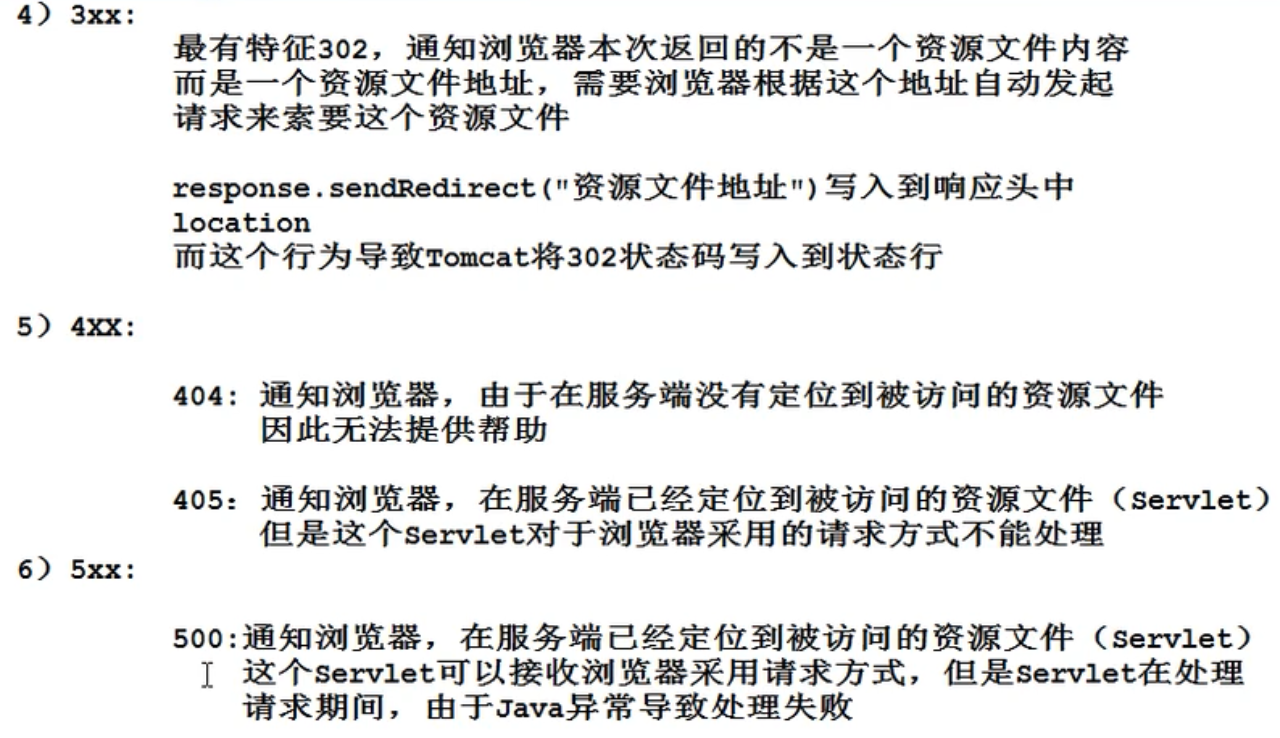 4）3xx:
最有特征302，通知浏览器本次返回的不是一个资源文件内容
而是一个资源文件地址，需要浏览器根据这个地址自动发起
请求来索要这个资源文件
response.sendRedirect("资源文件地址")写入到响应头中
location
而这个行为导致Tomcat将302状态码写入到状态行
5）4XX:
404: 通知浏览器，由于在服务端没有定位到被访问的资源文件
因此无法提供帮助
405：通知浏览器，在服务端已经定位到被访问的资源文件（Servlet）
但是这个Servlet对于浏览器采用的请求方式不能处理
6）5xx:
500:通知浏览器，在服务端已经定位到被访问的资源文件（Servlet）
这个Servlet可以接收浏览器采用请求方式，但是Servlet在处理
请求期间，由于Java异常导致处理失败